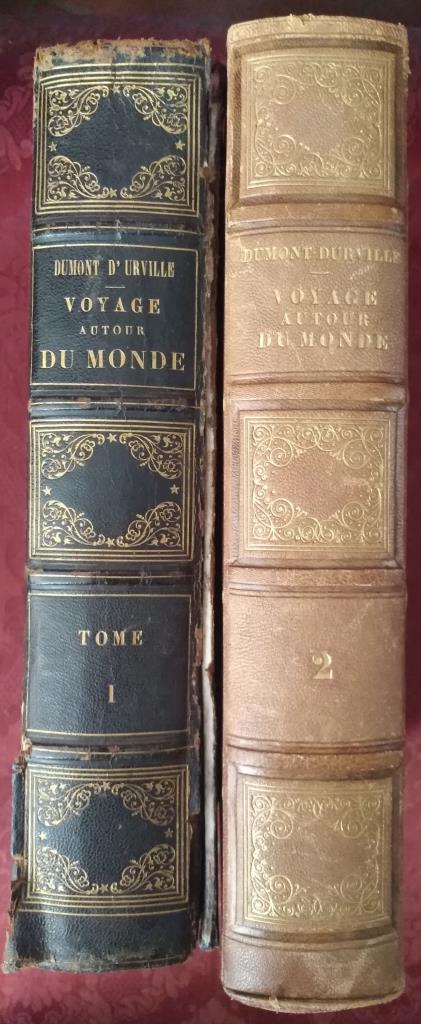 DUMONT D' URVILLE
VOYAGE
AUTOUR
DU MONDE
TOME
1
DUMONT-DURVILLE
VOYAGE
AUTOUR
DU MONDE
2